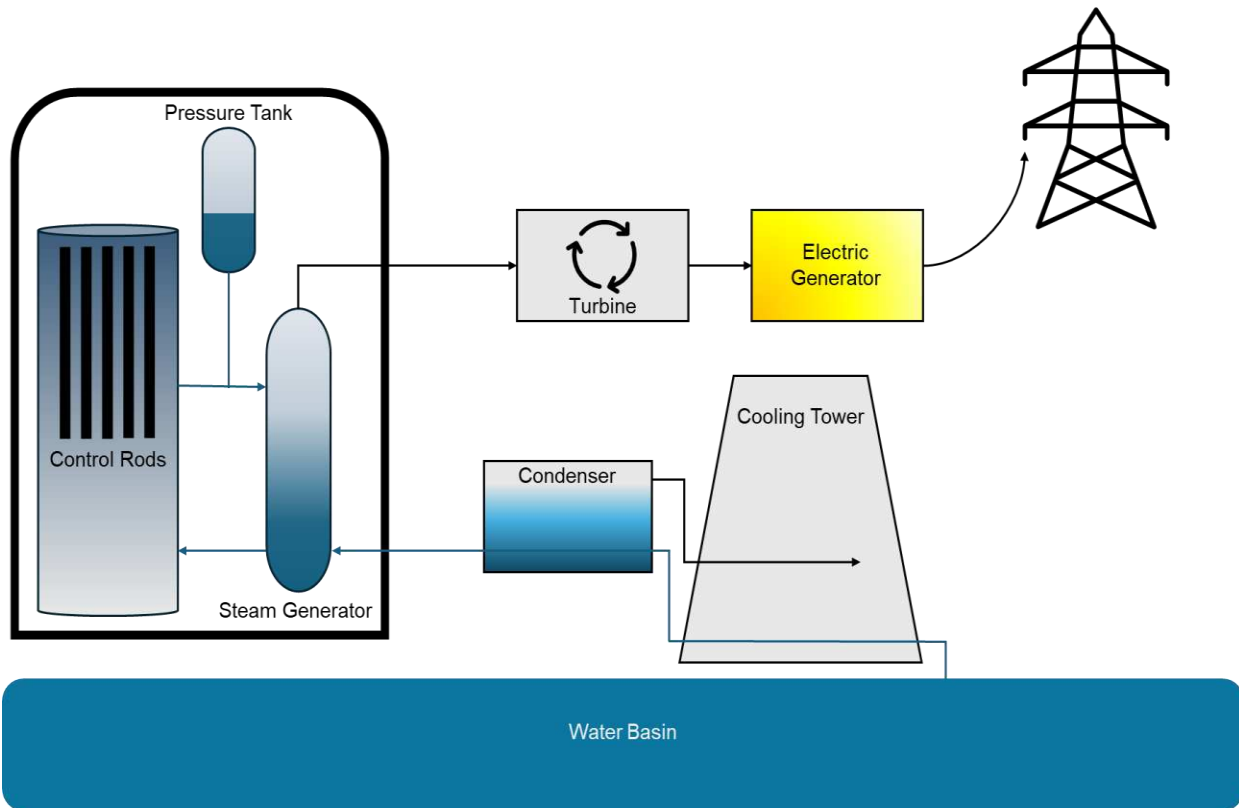 Pressure Tank
Control Rods
Steam Generator
Turbine
Electric
Generator
Condenser
Cooling Tower
Water Basin